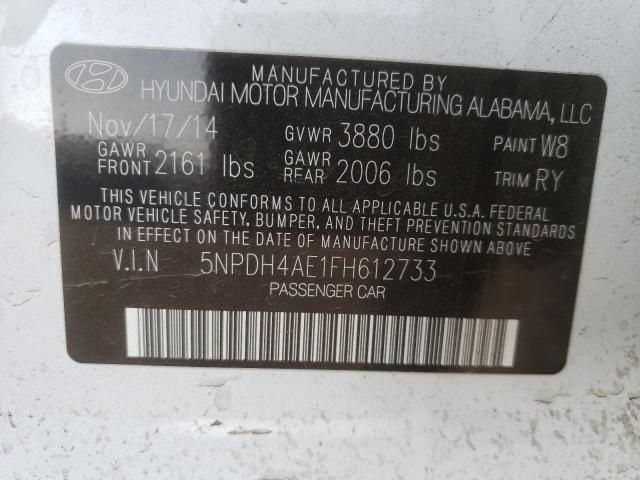 MANUFACTURED BY
HYUNDAI MOTOR MANUFACTURING ALABAMA, LLC
Nov/17/14 GVWR 3880 lbs PAINT W8
GAWR FRONT 2161 lbs GAWR REAR 2006 lbs TRIM RY
THIS VEHICLE CONFORMS TO ALL APPLICABLE U.S.A. FEDERAL
MOTOR VEHICLE SAFETY, BUMPER, AND THEFT PREVENTION STANDARDS
IN EFFECT ON THE DATE OF MANUFACTURE SHOWN ABOVE
V.I.N 5NPDH4AE1FH612733
PASSENGER CAR